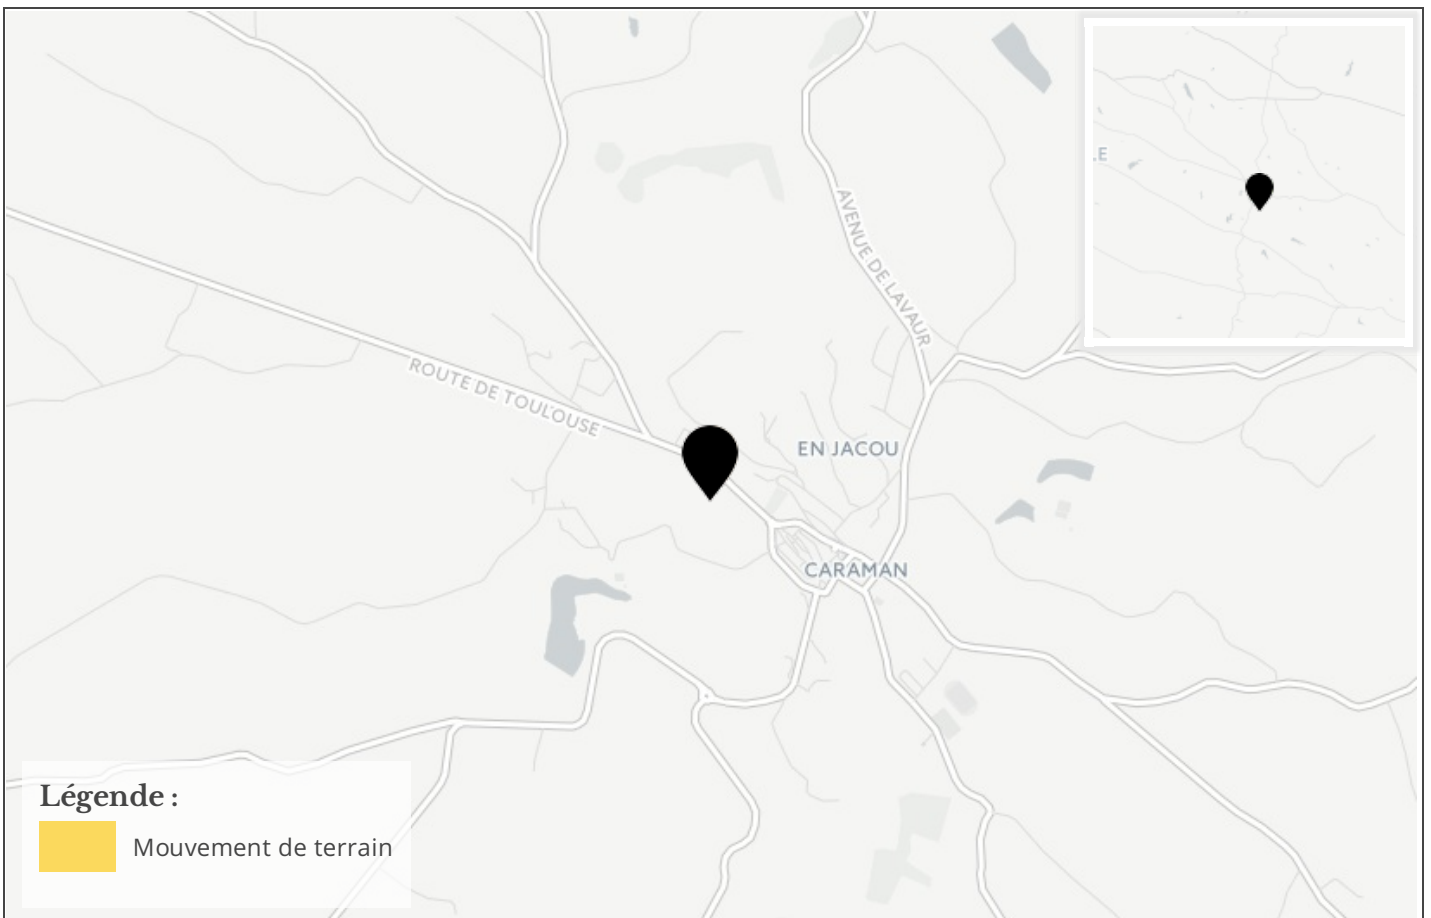 .E
AVENUE DE LAVAUR
ROUTE DE TOULOUSE
EN JACOU
CARAMAN
Légende :
Mouvement de terrain